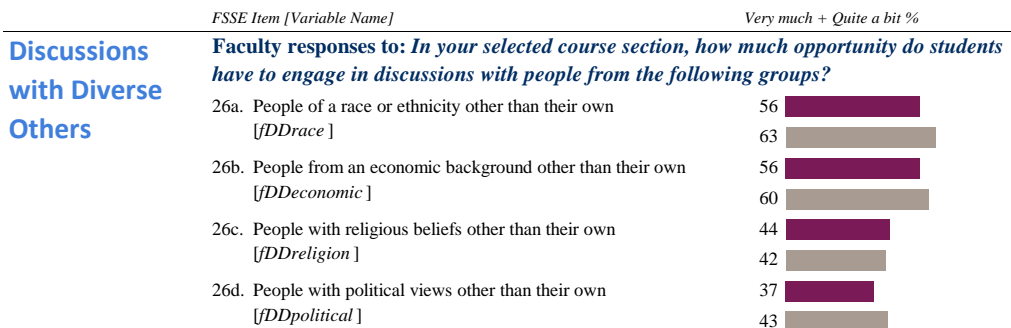 FSSE Item [Variable Name]
Very much + Quite a bit %
Discussions
with Diverse
Others
Faculty responses to: In your selected course section, how much opportunity do students
have to engage in discussions with people from the following groups?
26a. People of a race or ethnicity other than their own
[fDDrace ]
56
63
26b. People from an economic background other than their own
[fDDeconomic ]
56
60
26c. People with religious beliefs other than their own
[fDDreligion ]
44
42
26d. People with political views other than their own
[fDDpolitical ]
37
43